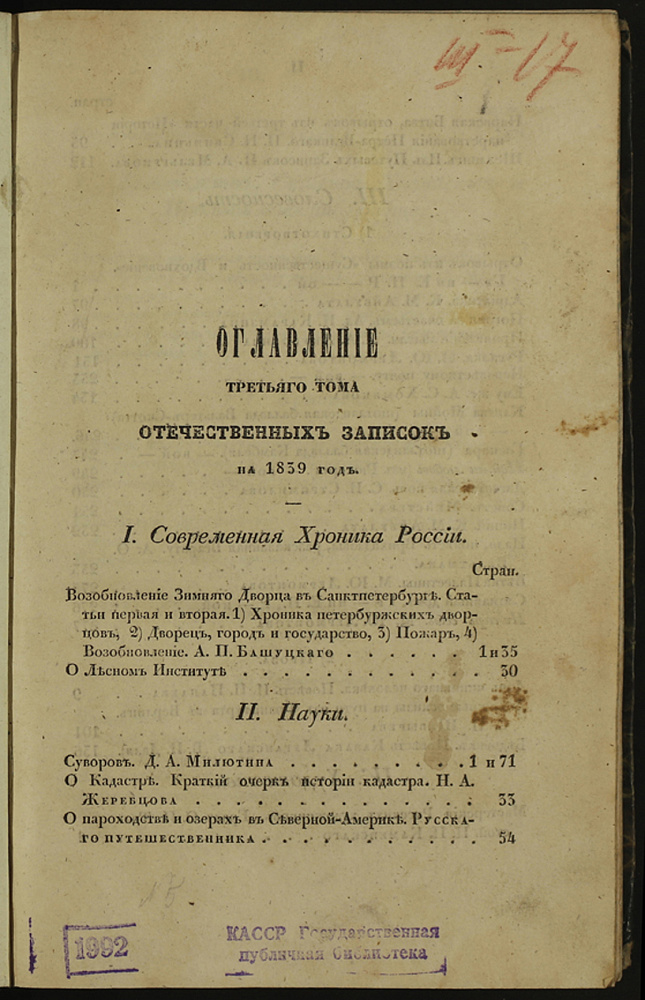 III=17
ОГЛАВЛЕНІЕ
ТРЕТЬЯГО ТОМА
ОТЕЧЕСТВЕННЫХЪ ЗАПИСОКЪ
на 1839 годъ.
I. Современная Хроника Россіи.
Стран.
Возобновленіе Зимняго Дворца въ Санктпетербургѣ. Ста-
тьи первая и вторая. 1) Хроника петербуржскихъ двор-
цовъ, 2) Дворецъ, городъ и государство, 3) Пожаръ, 4)
Возобновленіе. А. П. Башуцкаго . . . . . . 1 и 35
О Лѣсномъ Институтѣ . . . . . . . . . . . . 30
II. Науки.
Суворовъ. Д. А. Милютина . . . . . . . . . 1 и 71
О Кадастрѣ. Краткій очеркъ исторіи кадастра. Н. А.
Жеребцова . . . . . . . . . . . . . 33
О пароходствѣ и озерахъ въ Сѣверной-Америкѣ. Русска-
го путешественника . . . . . . . . . . . 54
1992
КАССР Государственная
публичная библиотека